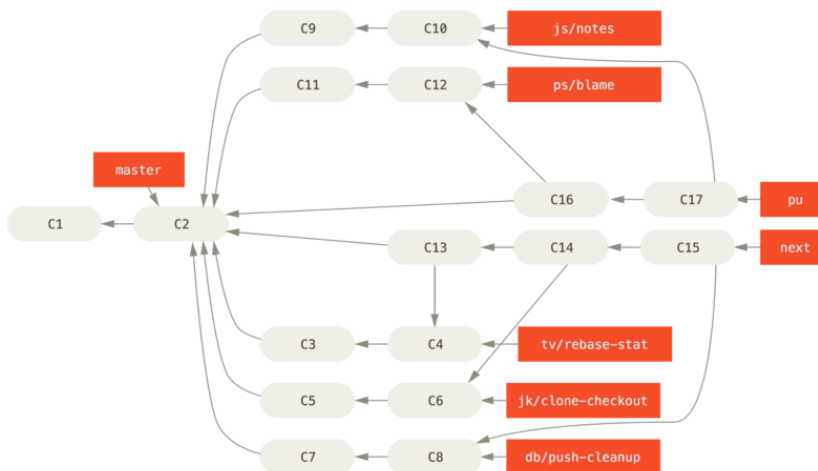 C9
C10
js/notes
C11
C12
ps/blame
master
C16
C17
pu
C1
C2
C13
C14
C15
next
C3
C4
tv/rebase-stat
C5
C6
jk/clone-checkout
C7
C8
db/push-cleanup